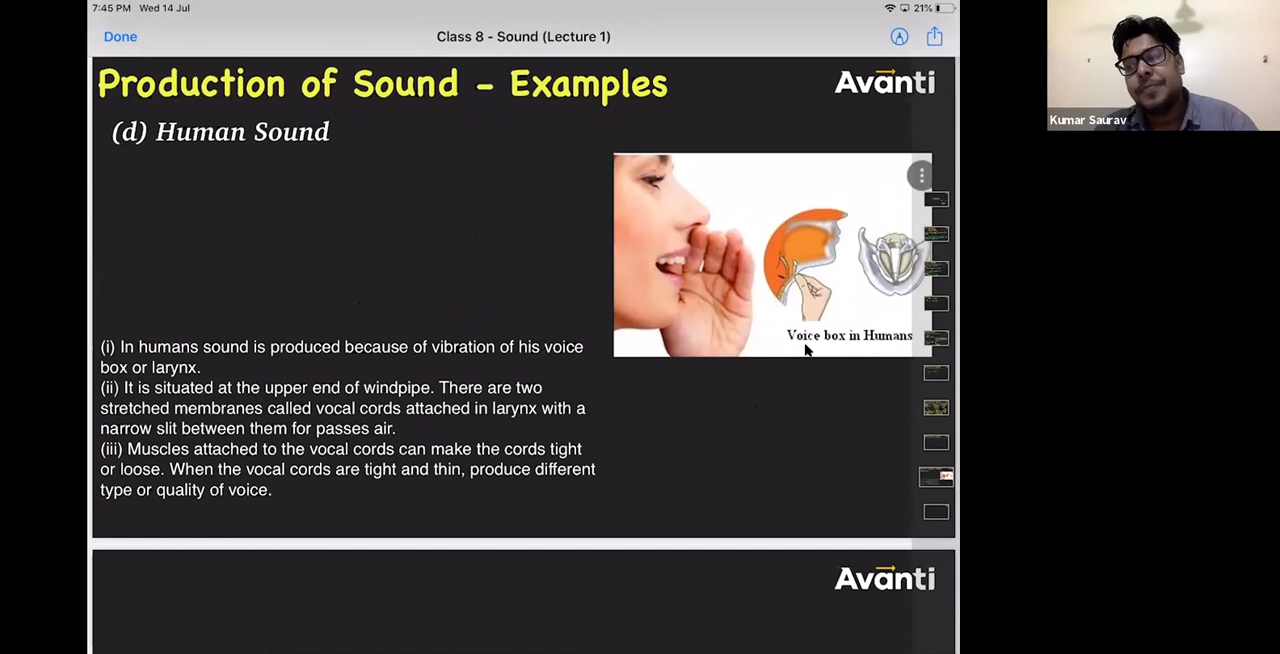 7:45 PM Wed 14 Jul
21%
Done
Class 8 - Sound (Lecture 1)
Production of Sound - Examples
Avanti
(d) Human Sound
Voice box in Humans
(i) In humans sound is produced because of vibration of his voice
box or larynx.
(ii) It is situated at the upper end of windpipe. There are two
stretched membranes called vocal cords attached in larynx with a
narrow slit between them for passes air.
(iii) Muscles attached to the vocal cords can make the cords tight
or loose. When the vocal cords are tight and thin, produce different
type or quality of voice.
Avanti
Kumar Saurav